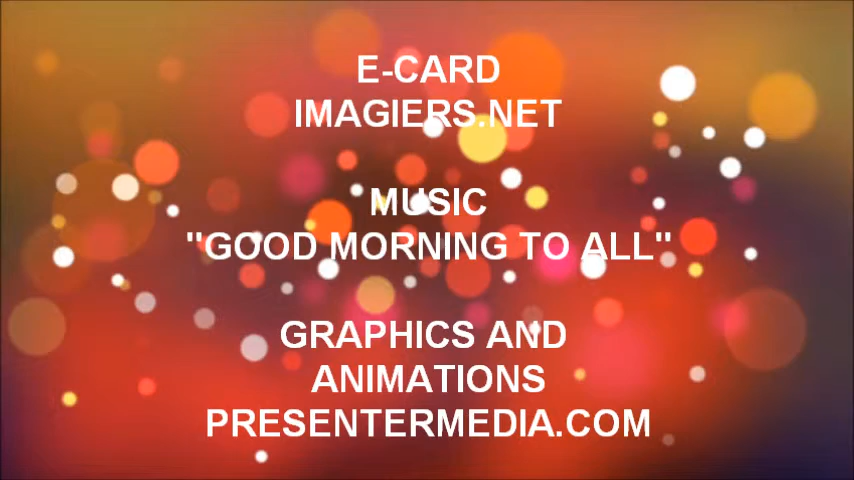 E-CARD
IMAGIERS.NET
MUSIC
"GOOD MORNING TO ALL"
GRAPHICS AND
ANIMATIONS
PRESENTERMEDIA.COM